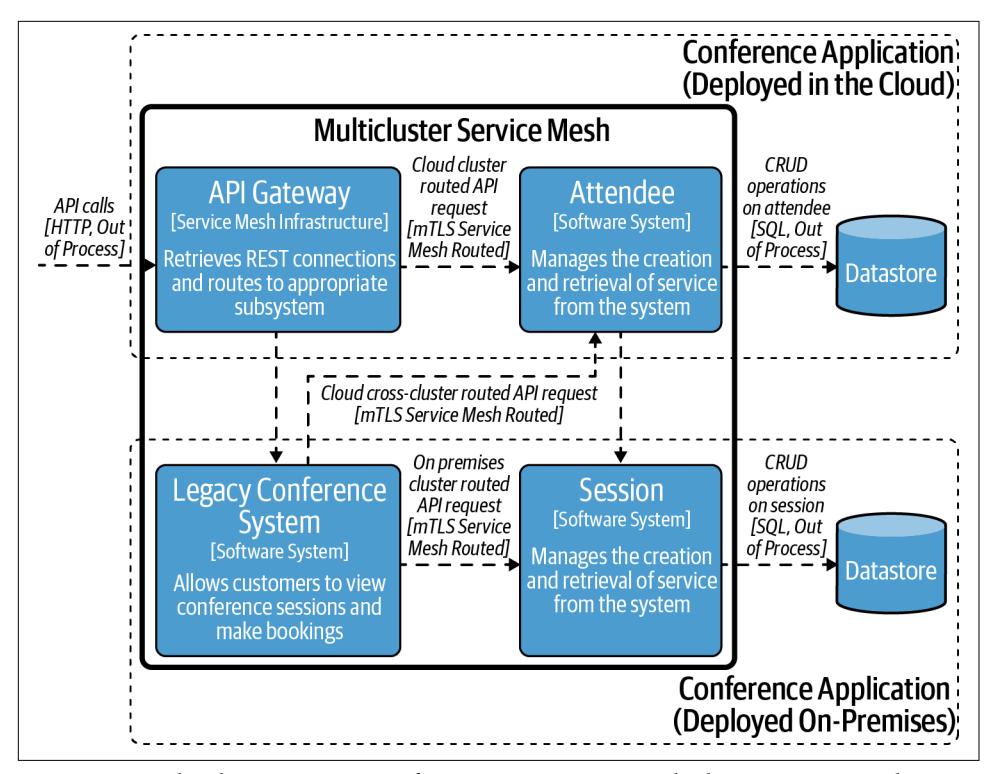 Conference Application
(Deployed in the Cloud)
Multicluster Service Mesh
API calls
[HTTP, Out
of Process]
API Gateway
[Service Mesh Infrastructure]
Retrieves REST connections
and routes to appropriate
subsystem
Cloud cluster
routed API
request
[mTLS Service
Mesh Routed]
Attendee
[Software System]
Manages the creation
and retrieval of service
from the system
CRUD
operations
on attendee
[SQL, Out
of Process]
Datastore
Cloud cross-cluster routed API request
[mTLS Service Mesh Routed]
Legacy Conference
System
[Software System]
Allows customers to view
conference sessions and
make bookings
On premises
cluster routed
API request
[mTLS Service
Mesh Routed]
Session
[Software System]
Manages the creation
and retrieval of service
from the system
CRUD
operations
on session
[SQL, Out
of Process]
Datastore
Conference Application
(Deployed On-Premises)